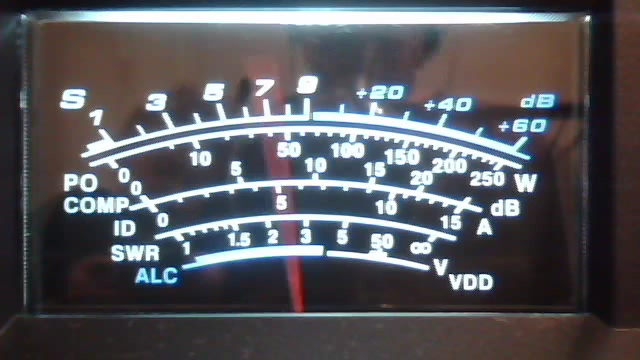 S 1 3 5 7 9 +20 +40 +60 dB
PO 0 10 50 100 150 200 250 W
COMP 0 5 10 15 20 dB
ID 0 5 10 15 A
SWR 1 1.5 2 3 5 50 ∞
ALC V VDD